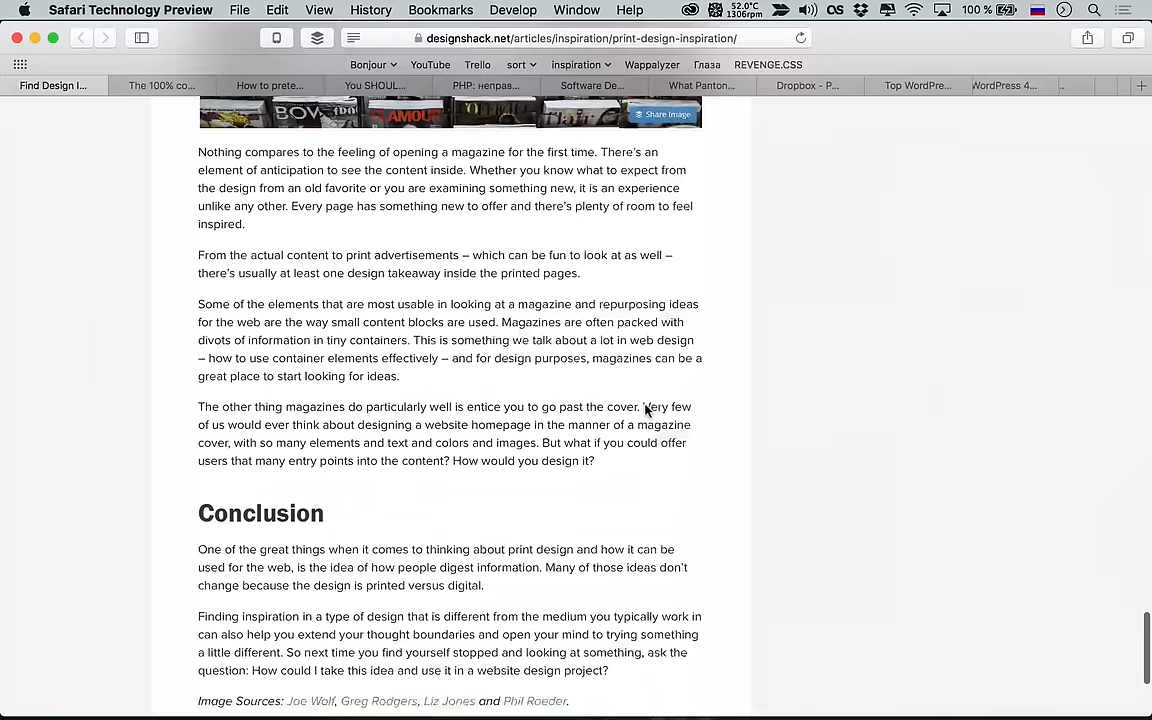 Safari Technology Preview File Edit View History Bookmarks Develop Window Help 52.0°C 1306rpm 100 %
designshack.net/articles/inspiration/print-design-inspiration/
Bonjour YouTube Trello sort inspiration Wappalyzer Глаза REVENGE.CSS
Find Design I... The 100% co... How to prete... You SHOUL... PHP: неправ... Software De... What Panton... Dropbox - P... Top WordPre... WordPress 4...
Share Image
Nothing compares to the feeling of opening a magazine for the first time. There's an
element of anticipation to see the content inside. Whether you know what to expect from
the design from an old favorite or you are examining something new, it is an experience
unlike any other. Every page has something new to offer and there's plenty of room to feel
inspired.
From the actual content to print advertisements – which can be fun to look at as well –
there's usually at least one design takeaway inside the printed pages.
Some of the elements that are most usable in looking at a magazine and repurposing ideas
for the web are the way small content blocks are used. Magazines are often packed with
divots of information in tiny containers. This is something we talk about a lot in web design
– how to use container elements effectively – and for design purposes, magazines can be a
great place to start looking for ideas.
The other thing magazines do particularly well is entice you to go past the cover. Very few
of us would ever think about designing a website homepage in the manner of a magazine
cover, with so many elements and text and colors and images. But what if you could offer
users that many entry points into the content? How would you design it?
Conclusion
One of the great things when it comes to thinking about print design and how it can be
used for the web, is the idea of how people digest information. Many of those ideas don't
change because the design is printed versus digital.
Finding inspiration in a type of design that is different from the medium you typically work in
can also help you extend your thought boundaries and open your mind to trying something
a little different. So next time you find yourself stopped and looking at something, ask the
question: How could I take this idea and use it in a website design project?
Image Sources: Joe Wolf, Greg Rodgers, Liz Jones and Phil Roeder.